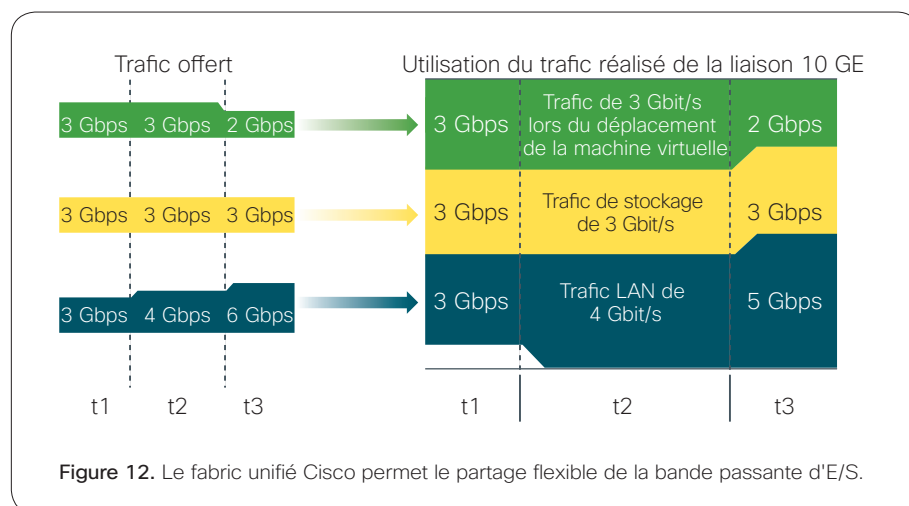 Trafic offert
Utilisation du trafic réalisé de la liaison 10 GE
3 Gbps 3 Gbps 2 Gbps
3 Gbps 3 Gbps 3 Gbps
3 Gbps 4 Gbps 6 Gbps
t1 t2 t3
3 Gbps
Trafic de 3 Gbit/s
lors du déplacement
de la machine virtuelle
2 Gbps
3 Gbps
Trafic de stockage
de 3 Gbit/s
3 Gbps
3 Gbps
Trafic LAN de
4 Gbit/s
5 Gbps
t1 t2 t3
Figure 12. Le fabric unifié Cisco permet le partage flexible de la bande passante d'E/S.